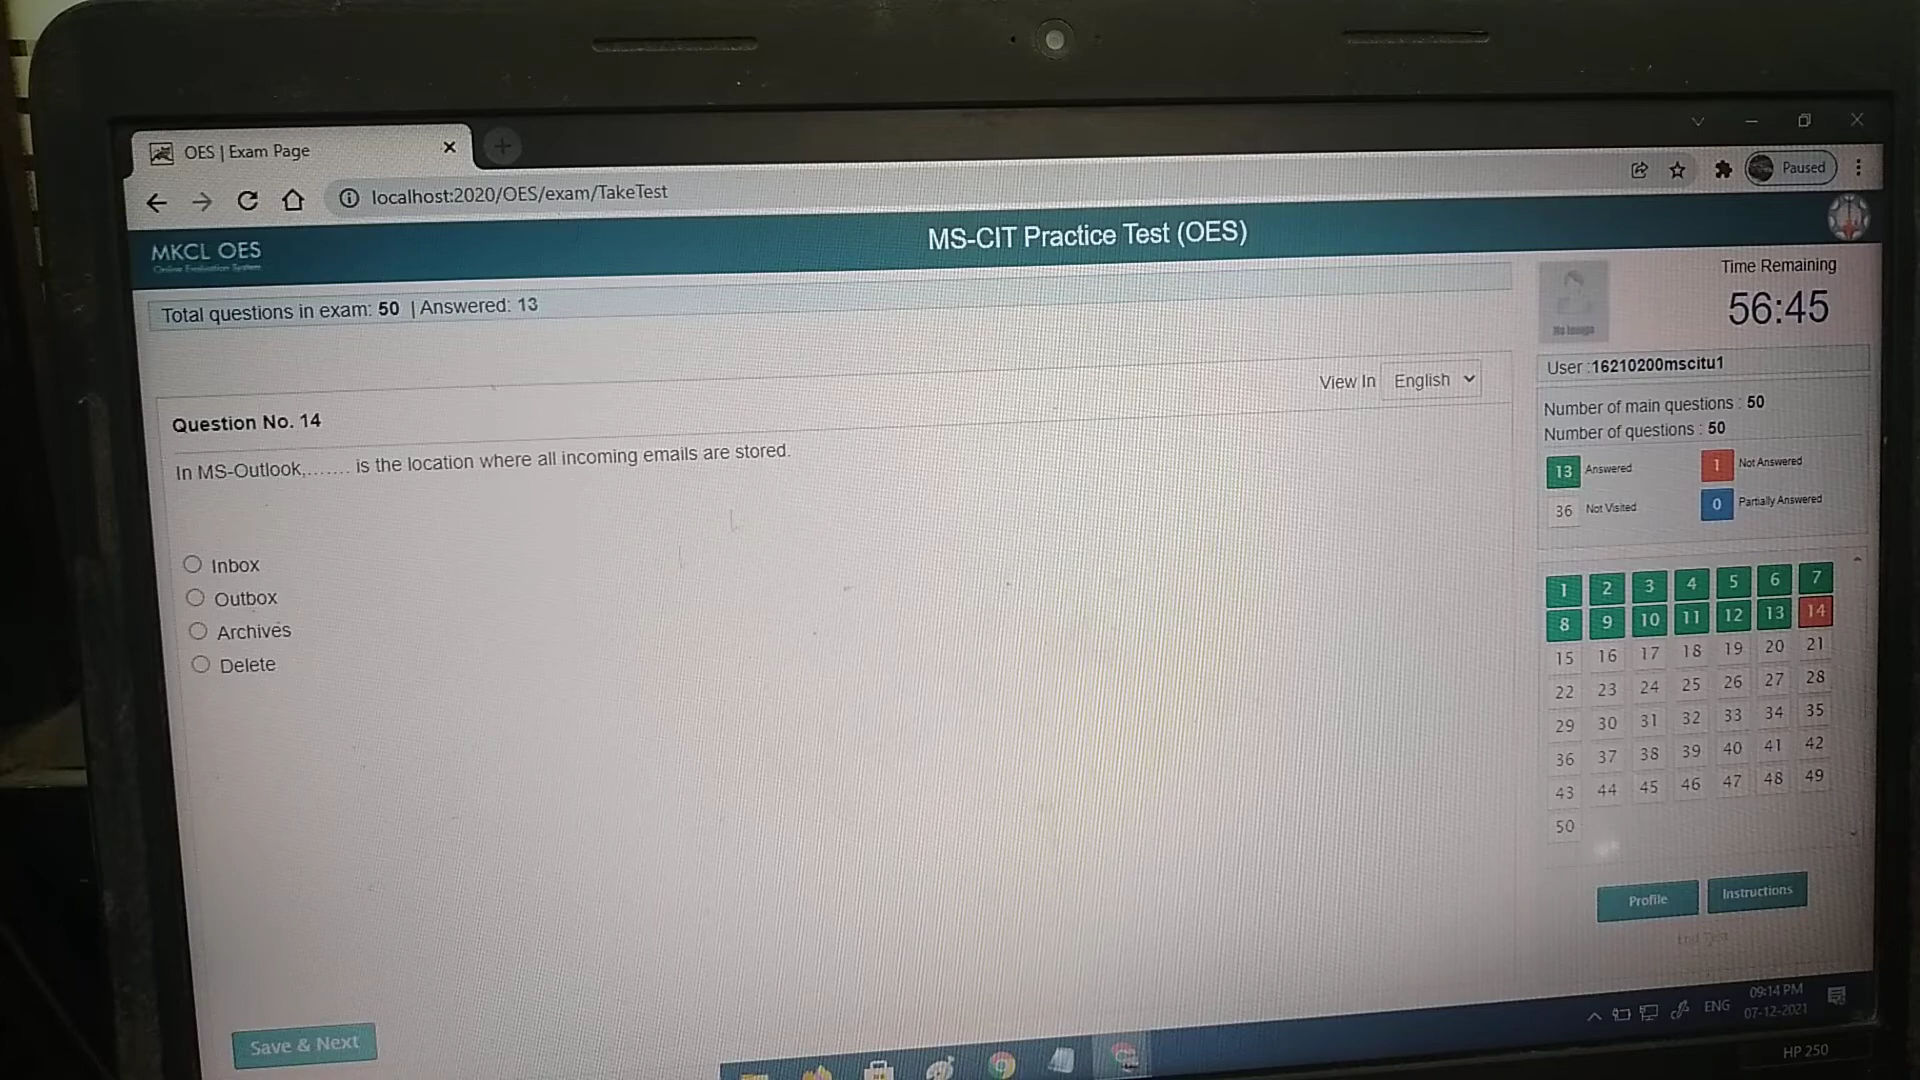 OES | Exam Page
Paused
localhost:2020/OES/exam/TakeTest
MKCL OES
Online Evaluation System
MS-CIT Practice Test (OES)
Total questions in exam: 50 | Answered: 13
No Image
Time Remaining
56:45
User :16210200mscitu1
View In English
Number of main questions : 50
Number of questions : 50
13 Answered
1 Not Answered
36 Not Visited
0 Partially Answered
Question No. 14
In MS-Outlook,....... is the location where all incoming emails are stored.
Inbox
Outbox
Archives
Delete
1 2 3 4 5 6 7
8 9 10 11 12 13 14
15 16 17 18 19 20 21
22 23 24 25 26 27 28
29 30 31 32 33 34 35
36 37 38 39 40 41 42
43 44 45 46 47 48 49
50
Profile
Instructions
End Test
Save & Next
ENG
09:14 PM
07-12-2021
HP 250